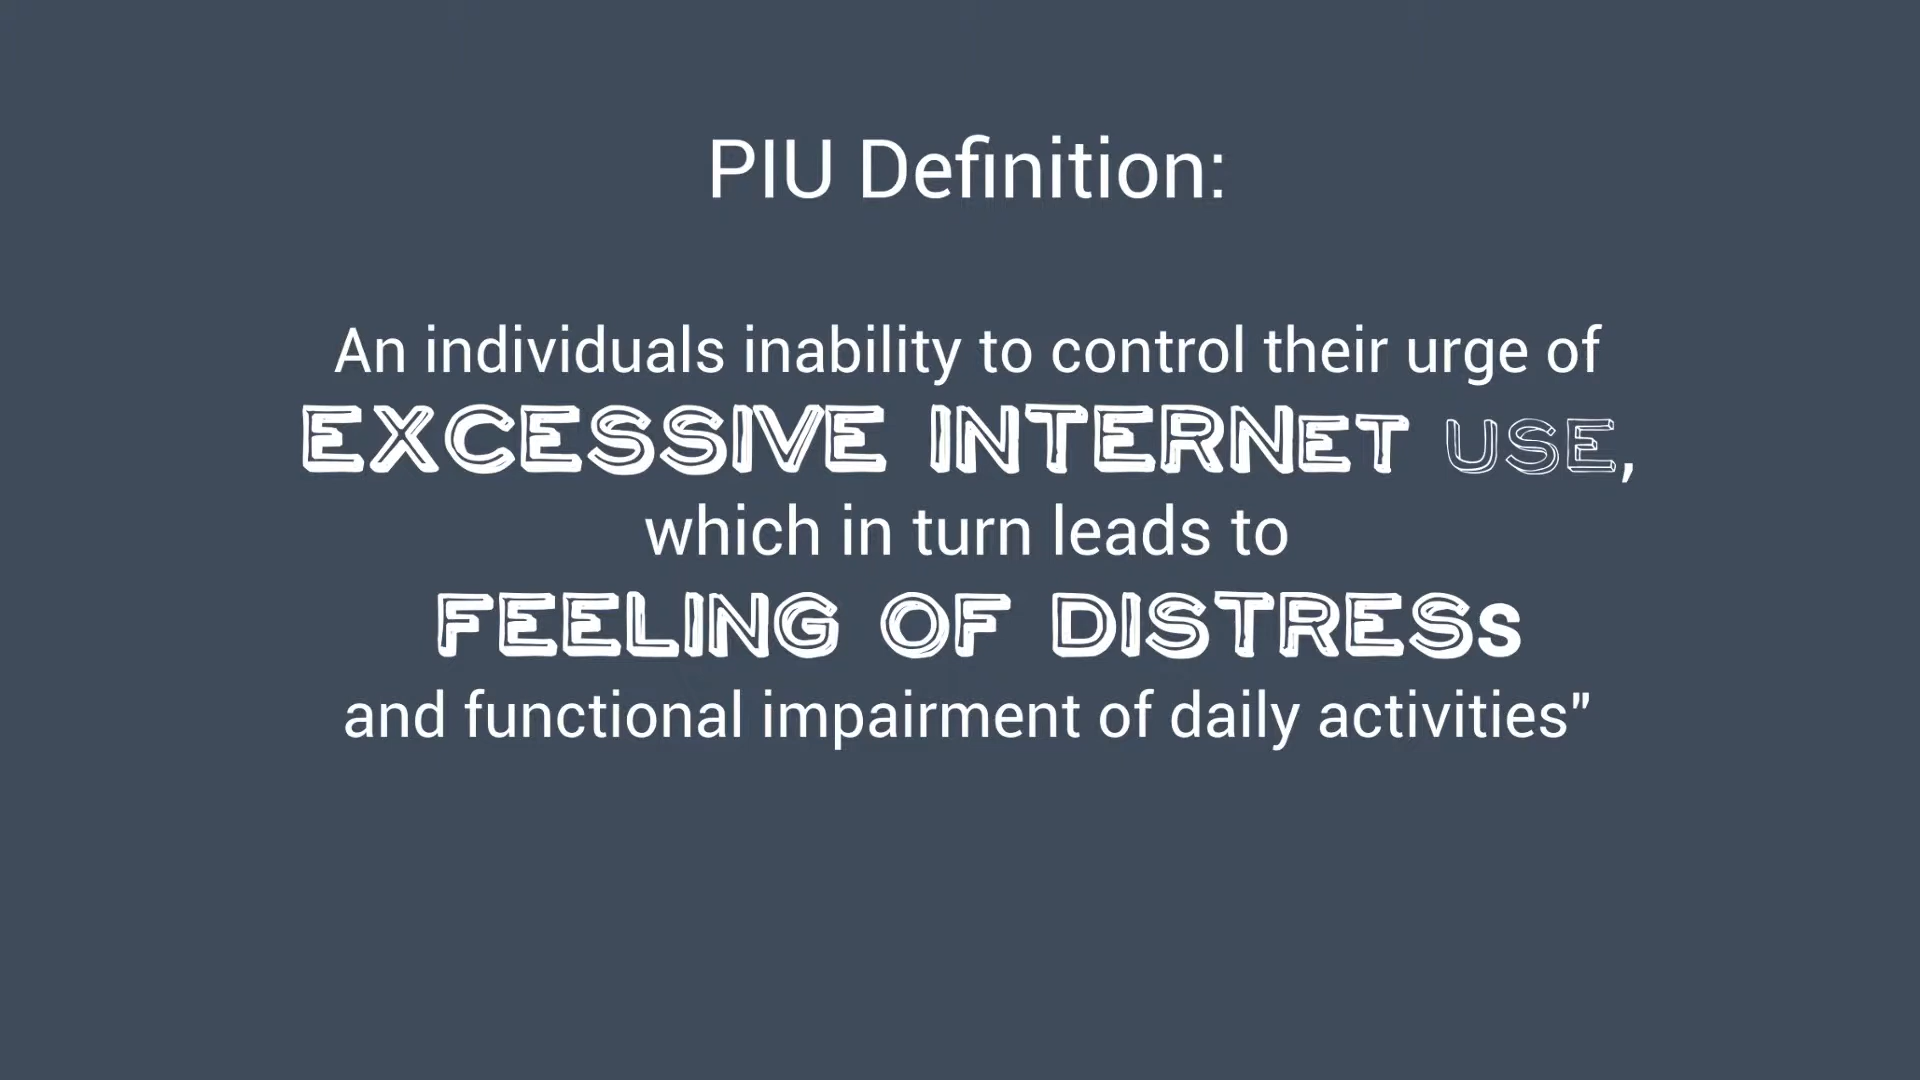 PIU Definition:
An individuals inability to control their urge of
EXCESSIVE INTERNET USE,
which in turn leads to
FEELING OF DISTRESs
and functional impairment of daily activities"